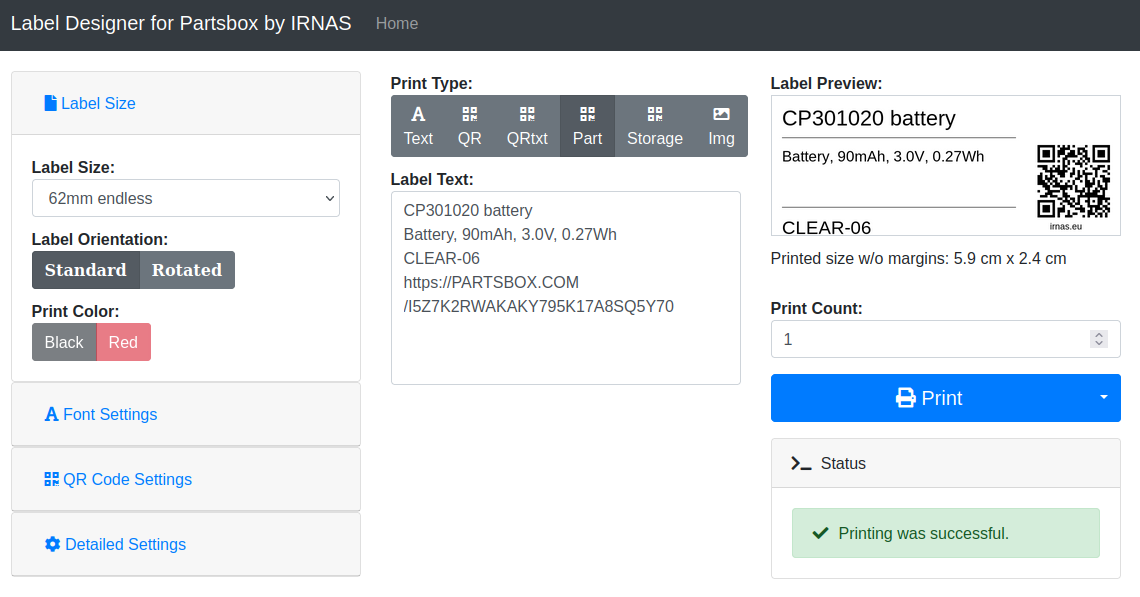 Label Designer for Partsbox by IRNAS Home
Label Size
Label Size:
62mm endless
Label Orientation:
Standard Rotated
Print Color:
Black Red
Font Settings
QR Code Settings
Detailed Settings
Print Type:
Text QR QRtxt Part Storage Img
Label Text:
CP301020 battery
Battery, 90mAh, 3.0V, 0.27Wh
CLEAR-06
https://PARTSBOX.COM
/I5Z7K2RWAKAKY795K17A8SQ5Y70
Label Preview:
CP301020 battery
Battery, 90mAh, 3.0V, 0.27Wh
CLEAR-06
irnas.eu
Printed size w/o margins: 5.9 cm x 2.4 cm
Print Count:
1
Print
Status
Printing was successful.